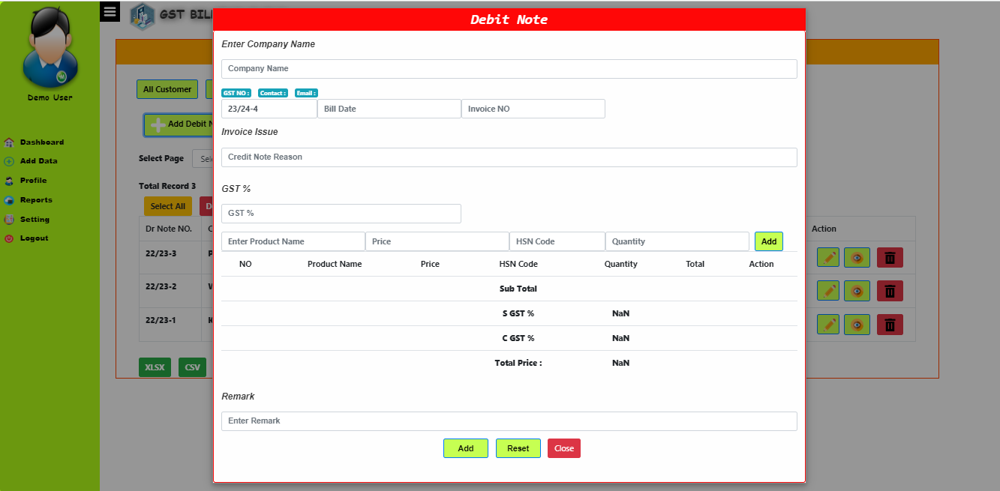 GST BIL
Debit Note
Demo User
Dashboard
Add Data
Profile
Reports
Setting
Logout
All Customer
Add Debit N
Select Page Sel
Total Record 3
Select All D
Dr Note NO. Action
22/23-3
22/23-2
22/23-1
XLSX CSV
Enter Company Name
Company Name
GST NO : Contact : Email :
23/24-4 Bill Date Invoice NO
Invoice Issue
Credit Note Reason
GST %
GST %
Enter Product Name Price HSN Code Quantity Add
NO Product Name Price HSN Code Quantity Total Action
Sub Total
S GST % NaN
C GST % NaN
Total Price : NaN
Remark
Enter Remark
Add Reset Close